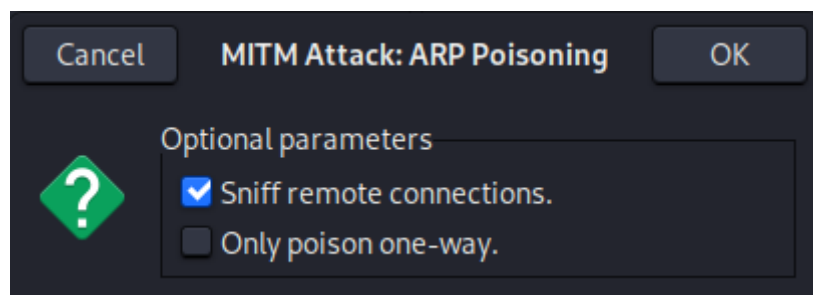 Cancel MITM Attack: ARP Poisoning OK
Optional parameters
Sniff remote connections.
Only poison one-way.